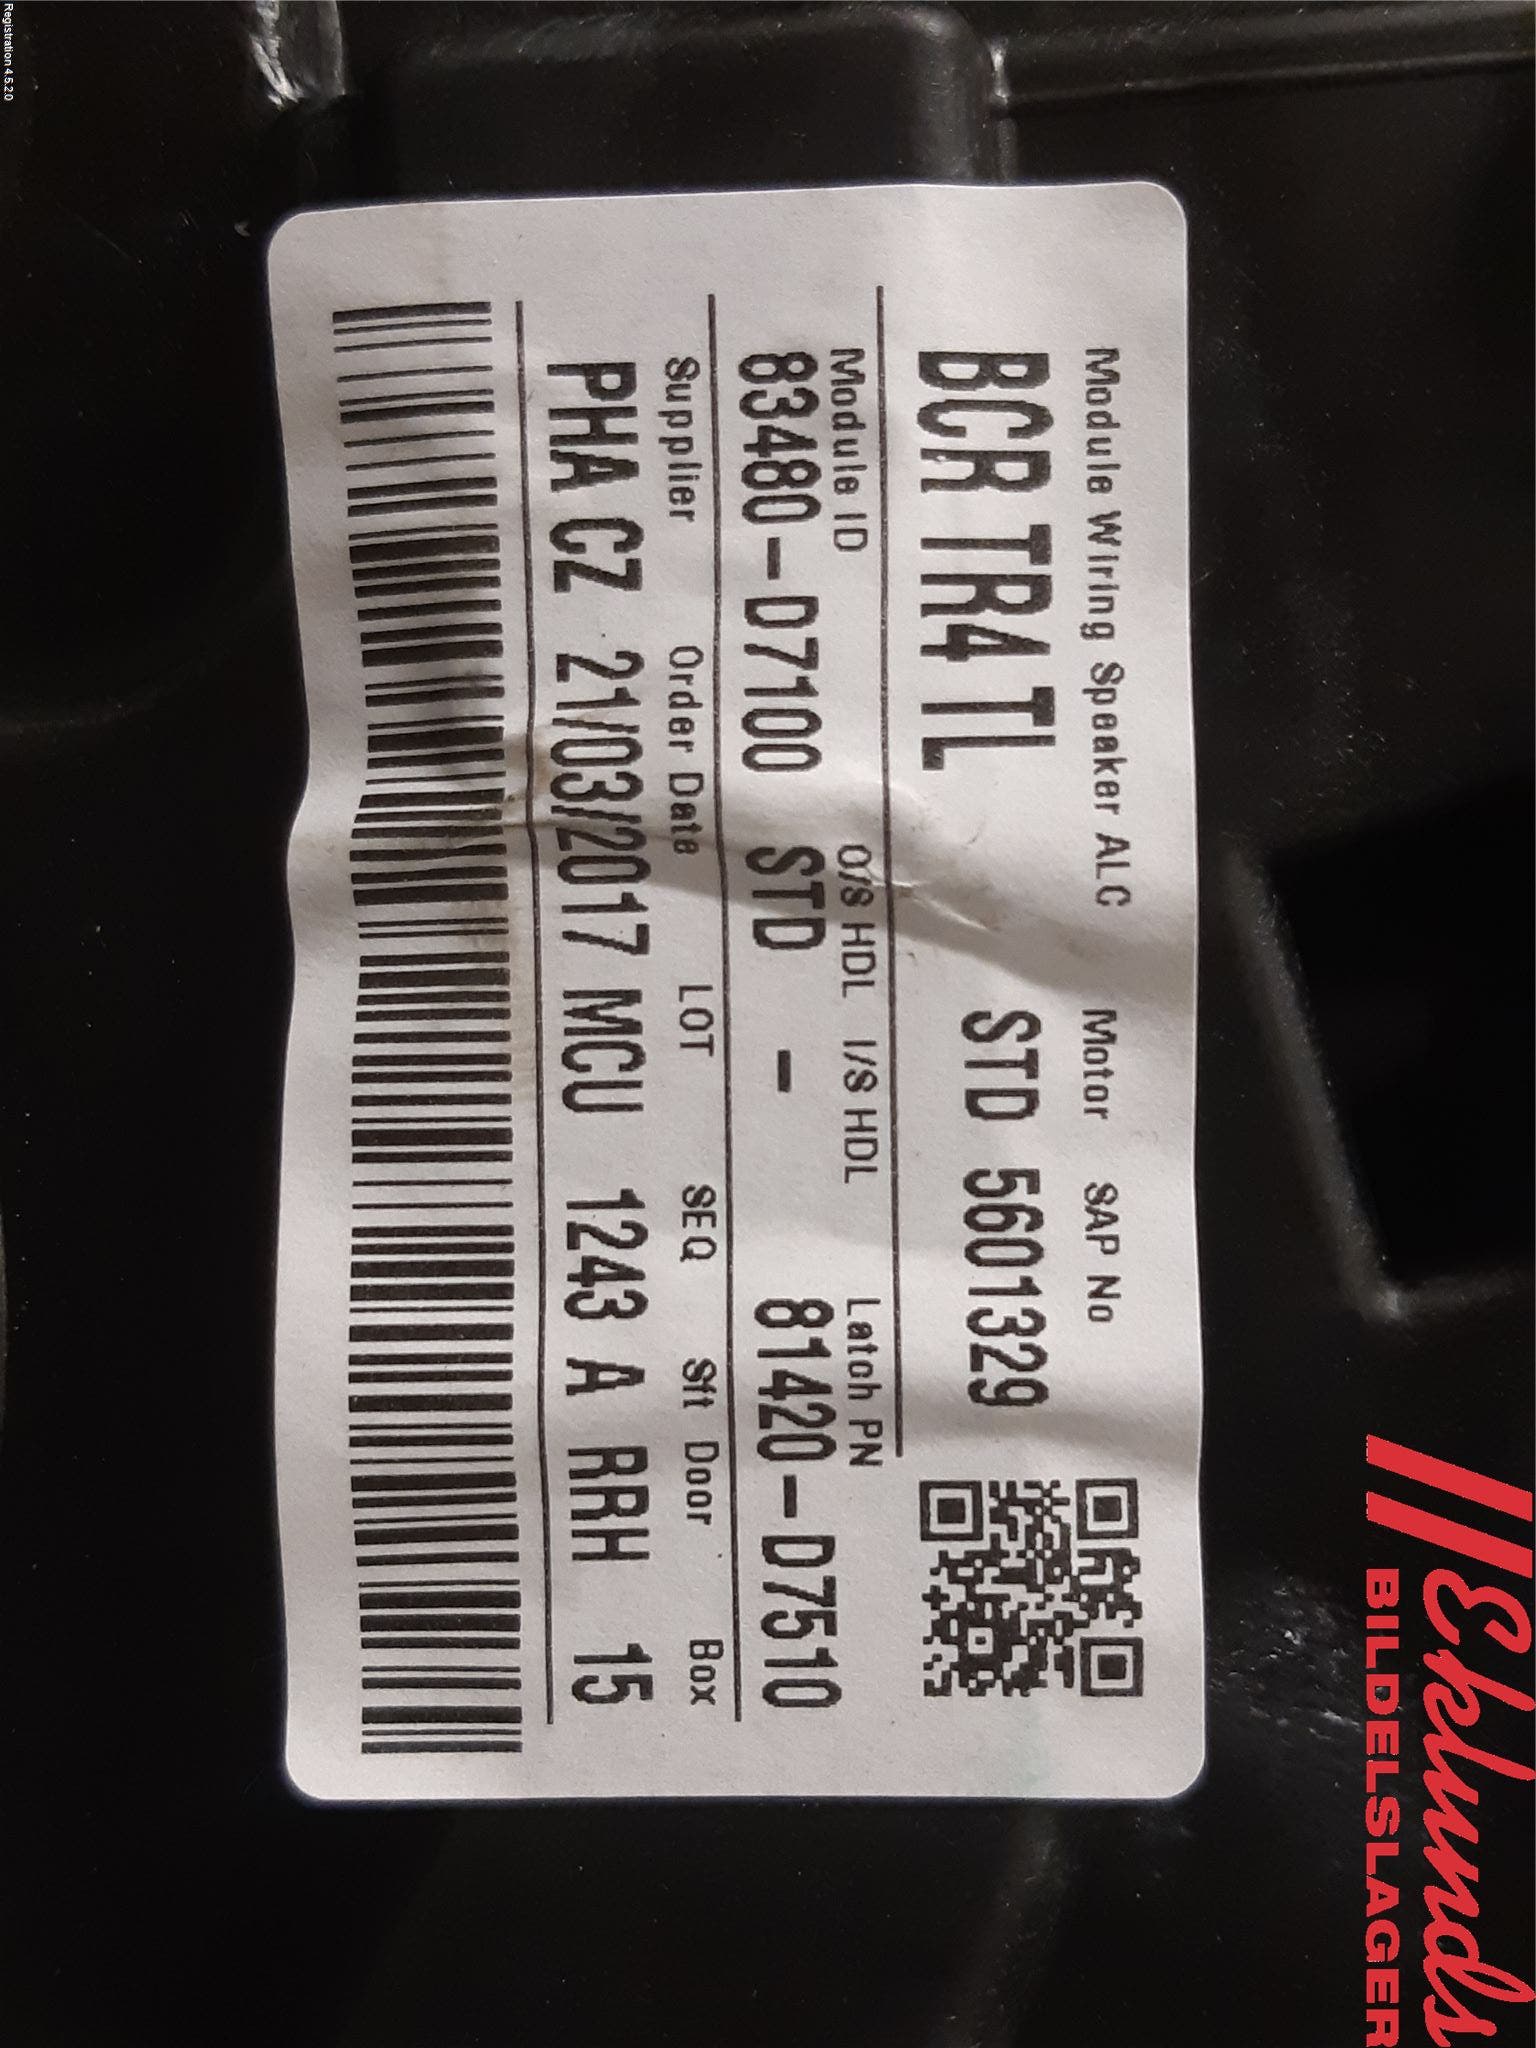 Module Wiring Speaker ALC Motor SAP No
BCR TR4 TL STD 5601329
Module ID O/S HDL I/S HDL Latch PN
83480-D7100 STD - 81420-D7510
Supplier Order Date LOT SEQ Sft Door Box
PHA CZ 21/03/2017 MCU 1243 A RRH 15
Eklunds
BILDELSLAGER
Registration 4.5.2.0